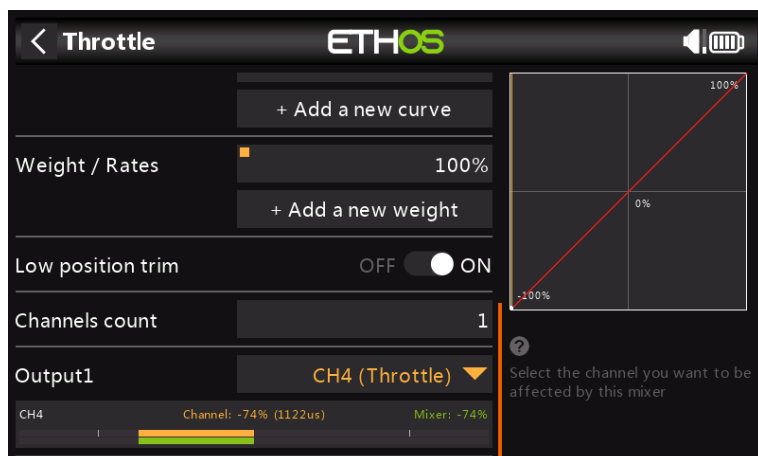 Throttle
ETHOS
+ Add a new curve
Weight / Rates
100%
+ Add a new weight
Low position trim
OFF
ON
Channels count
1
Output1
CH4 (Throttle)
CH4
Channel: -74% (1122us)
Mixer: -74%
100%
0%
-100%
?
Select the channel you want to be
affected by this mixer